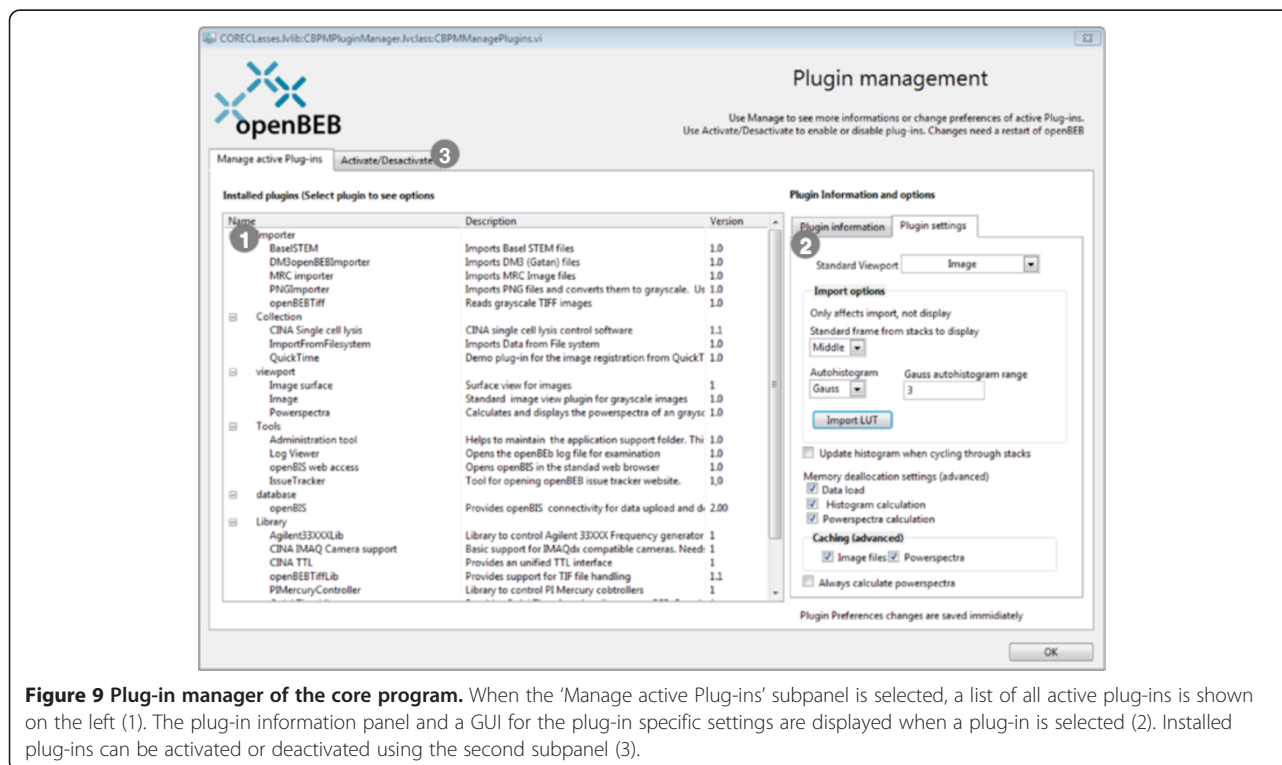 CORECLasses.lvlib:CBPMPluginManager.lvclass:CBPMManagePlugins.vi
openBEB
Plugin management
Use Manage to see more informations or change preferences of active Plug-ins.
Use Activate/Desactivate to enable or disable plug-ins. Changes need a restart of openBEB
Manage active Plug-ins Activate/Desactivate 3
Installed plugins (Select plugin to see options
Name Description Version
1 Importer
BaselSTEM Imports Basel STEM files 1.0
DM3openBEBImporter Imports DM3 (Gatan) files 1.0
MRC importer Imports MRC Image files 1.0
PNGImporter Imports PNG files and converts them to grayscale. Us 1.0
openBEBTiff Reads grayscale TIFF images 1.0
Collection
CINA Single cell lysis CINA single cell lysis control software 1.1
ImportFromFilesystem Imports Data from File system 1.0
QuickTime Demo plug-in for the image registration from QuickT 1.0
viewport
Image surface Surface view for images 1
Image Standard image view plugin for grayscale images 1.0
Powerspectra Calculates and displays the powerspectra of an graysc 1.0
Tools
Administration tool Helps to maintain the application support folder. Thi 1.0
Log Viewer Opens the openBEb log file for examination 1.0
openBIS web access Opens openBIS in the standad web browser 1.0
IssueTracker Tool for opening openBEB issue tracker website. 1,0
database
openBIS Provides openBIS connectivity for data upload and de 2.00
Library
Agilent33XXXLib Library to control Agilent 33XXX Frequency generator 1
CINA IMAQ Camera support Basic support for IMAQdx compatible cameras. Needs 1
CINA TTL Provides an unified TTL interface 1
openBEBTiffLib Provides support for TIF file handling 1.1
PIMercuryController Library to control PI Mercury cobtrollers 1
Plugin Information and options
Plugin information Plugin settings
2
Standard Viewport Image
Import options
Only affects import, not display
Standard frame from stacks to display
Middle
Autohistogram Gauss autohistogram range
Gauss 3
Import LUT
Update histogram when cycling through stacks
Memory deallocation settings (advanced)
Data load
Histogram calculation
Powerspectra calculation
Caching (advanced)
Image files Powerspectra
Always calculate powerspectra
Plugin Preferences changes are saved immidiately
OK
Figure 9 Plug-in manager of the core program. When the 'Manage active Plug-ins' subpanel is selected, a list of all active plug-ins is shown
on the left (1). The plug-in information panel and a GUI for the plug-in specific settings are displayed when a plug-in is selected (2). Installed
plug-ins can be activated or deactivated using the second subpanel (3).